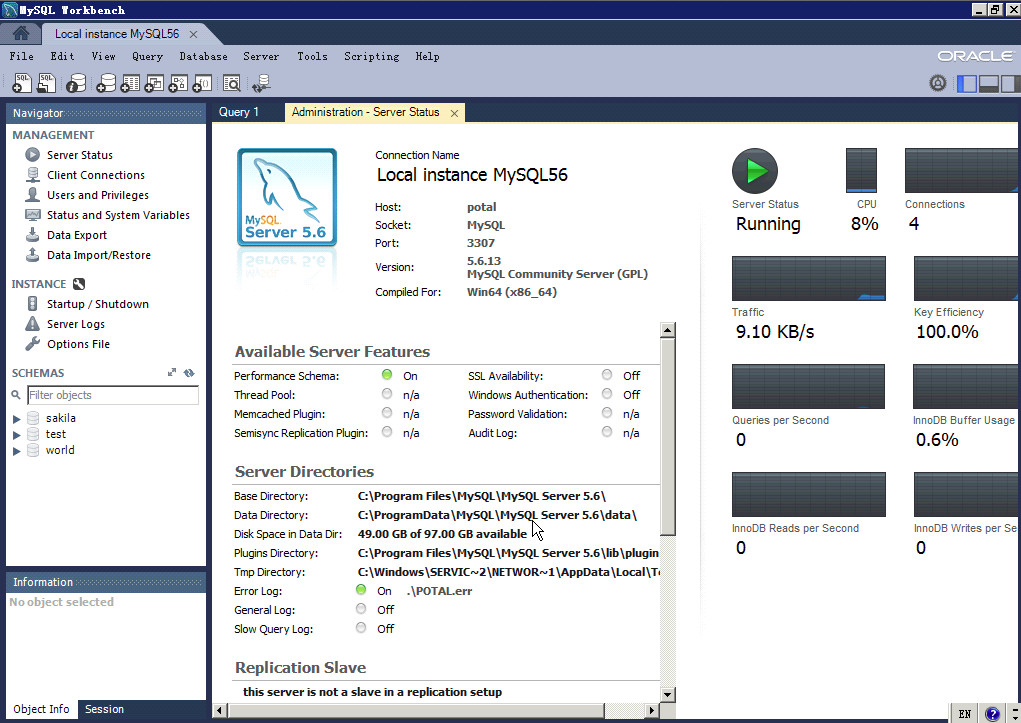 MySQL Workbench
Local instance MySQL56
File Edit View Query Database Server Tools Scripting Help
ORACLE
SQL SQL
Navigator
MANAGEMENT
Server Status
Client Connections
Users and Privileges
Status and System Variables
Data Export
Data Import/Restore
INSTANCE
Startup / Shutdown
Server Logs
Options File
SCHEMAS
Filter objects
sakila
test
world
Information
No object selected
Object Info Session
Query 1 Administration - Server Status
MySQL
Server 5.6
Connection Name
Local instance MySQL56
Host: potal
Socket: MySQL
Port: 3307
Version: 5.6.13
MySQL Community Server (GPL)
Compiled For: Win64 (x86_64)
Available Server Features
Performance Schema: On SSL Availability: Off
Thread Pool: n/a Windows Authentication: Off
Memcached Plugin: n/a Password Validation: n/a
Semisync Replication Plugin: n/a Audit Log: n/a
Server Directories
Base Directory: C:\Program Files\MySQL\MySQL Server 5.6\
Data Directory: C:\ProgramData\MySQL\MySQL Server 5.6\data\
Disk Space in Data Dir: 49.00 GB of 97.00 GB available
Plugins Directory: C:\Program Files\MySQL\MySQL Server 5.6\lib\plugin
Tmp Directory: C:\Windows\SERVIC~2\NETWOR~1\AppData\Local\Te
Error Log: On .\POTAL.err
General Log: Off
Slow Query Log: Off
Replication Slave
this server is not a slave in a replication setup
Server Status CPU Connections
Running 8% 4
Traffic Key Efficiency
9.10 KB/s 100.0%
Queries per Second InnoDB Buffer Usage
0 0.6%
InnoDB Reads per Second InnoDB Writes per Se
0 0
EN